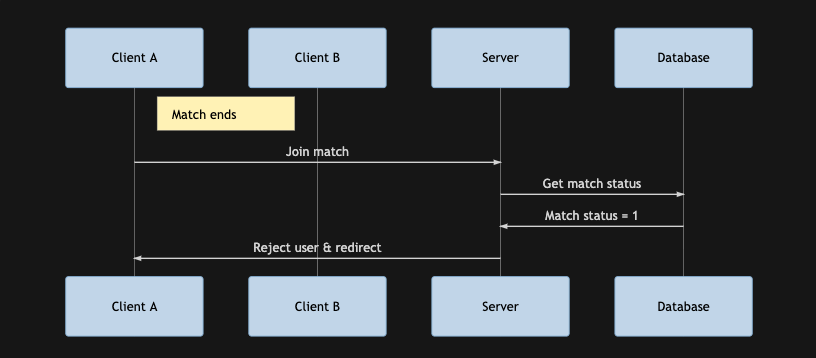 Client A
Client B
Server
Database
Match ends
Join match
Get match status
Match status = 1
Reject user & redirect
Client A
Client B
Server
Database